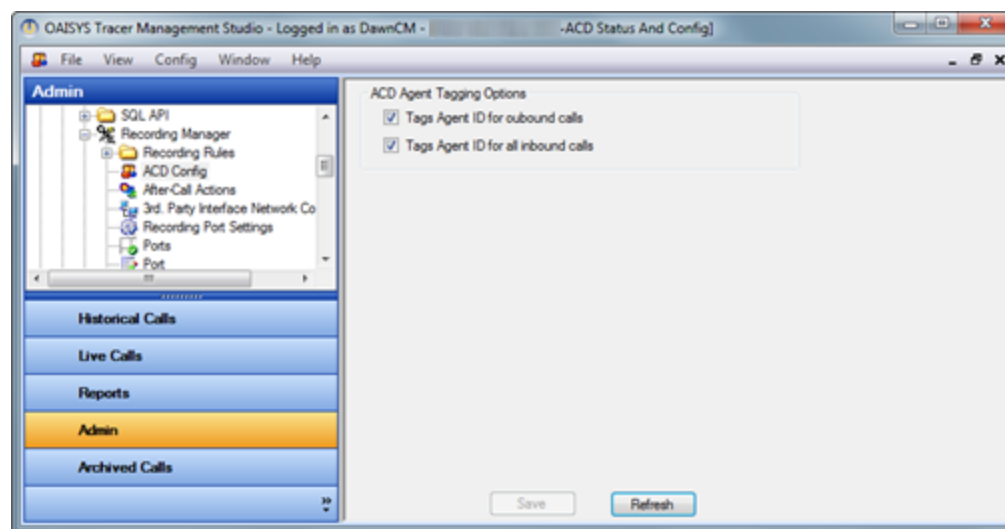 OAISYS Tracer Management Studio - Logged in as DawnCM - -ACD Status And Config]
File View Config Window Help
Admin
SQL API
Recording Manager
Recording Rules
ACD Config
After-Call Actions
3rd. Party Interface Network Co
Recording Port Settings
Ports
Port
Historical Calls
Live Calls
Reports
Admin
Archived Calls
ACD Agent Tagging Options
Tags Agent ID for oubound calls
Tags Agent ID for all inbound calls
Save
Refresh